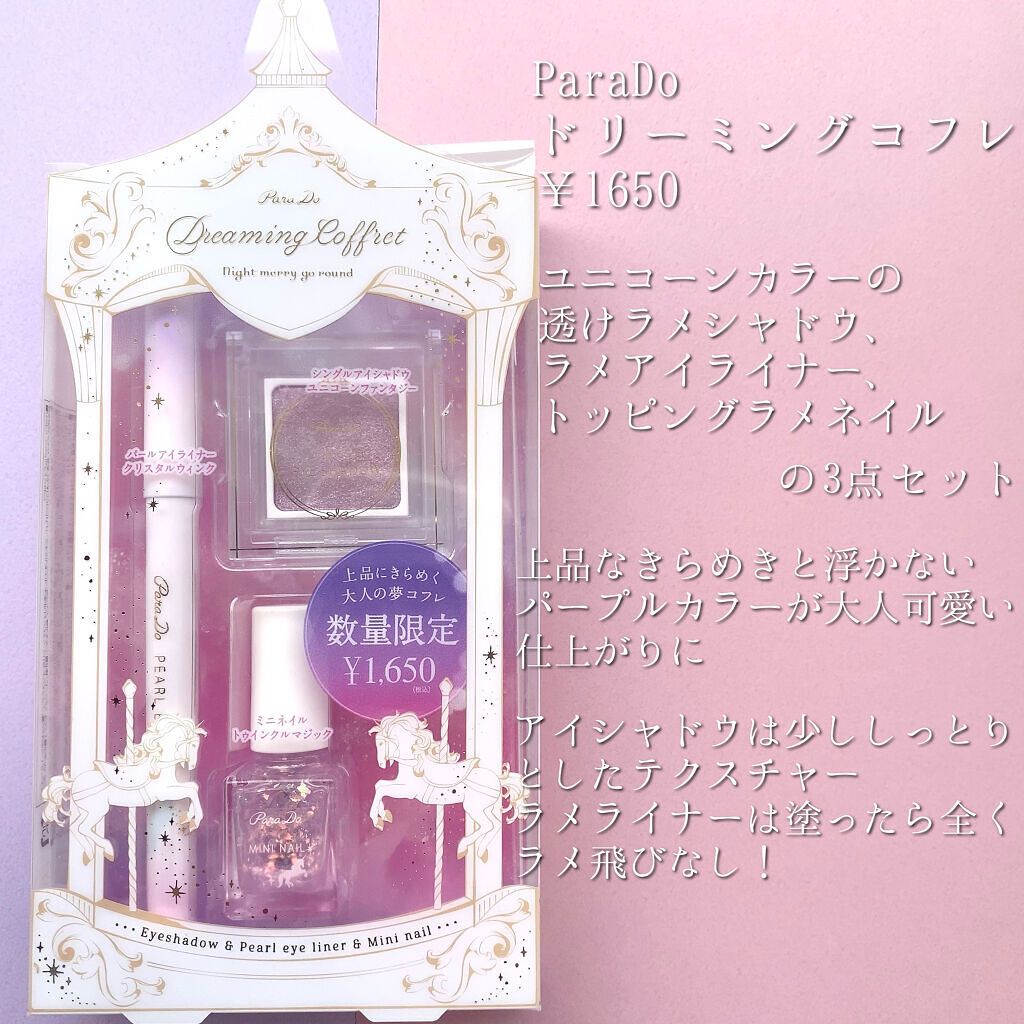 ParaDo
ドリーミングコフレ
￥1650
ユニコーンカラーの
透けラメシャドウ、
ラメアイライナー、
トッピングラメネイル
の3点セット
上品なきらめきと浮かない
パープルカラーが大人可愛い
仕上がりに
アイシャドウは少ししっとり
としたテクスチャー
ラメライナーは塗ったら全く
ラメ飛びなし！
Para Do
Dreaming Coffret
Night merry go round
シングルアイシャドウ
ユニコーンファンタジー
パールアイライナー
クリスタルウィンク
上品にきらめく
大人の夢コフレ
数量限定
¥1,650
(税込)
Para Do PEARL
ミニネイル
トゥインクルマジック
Para Do
MINI NAIL
Eyeshadow & Pearl eye liner & Mini nail